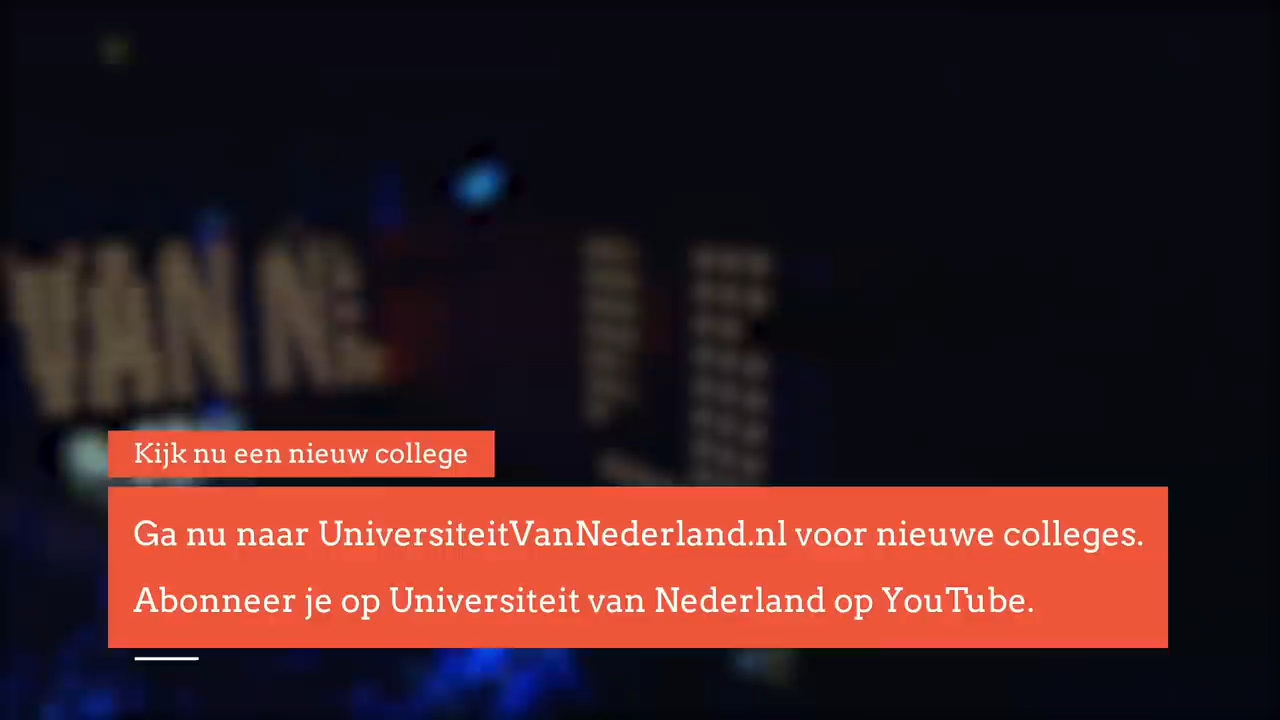 VAN N
Kijk nu een nieuw college
Ga nu naar UniversiteitVanNederland.nl voor nieuwe colleges.
Abonneer je op Universiteit van Nederland op YouTube.